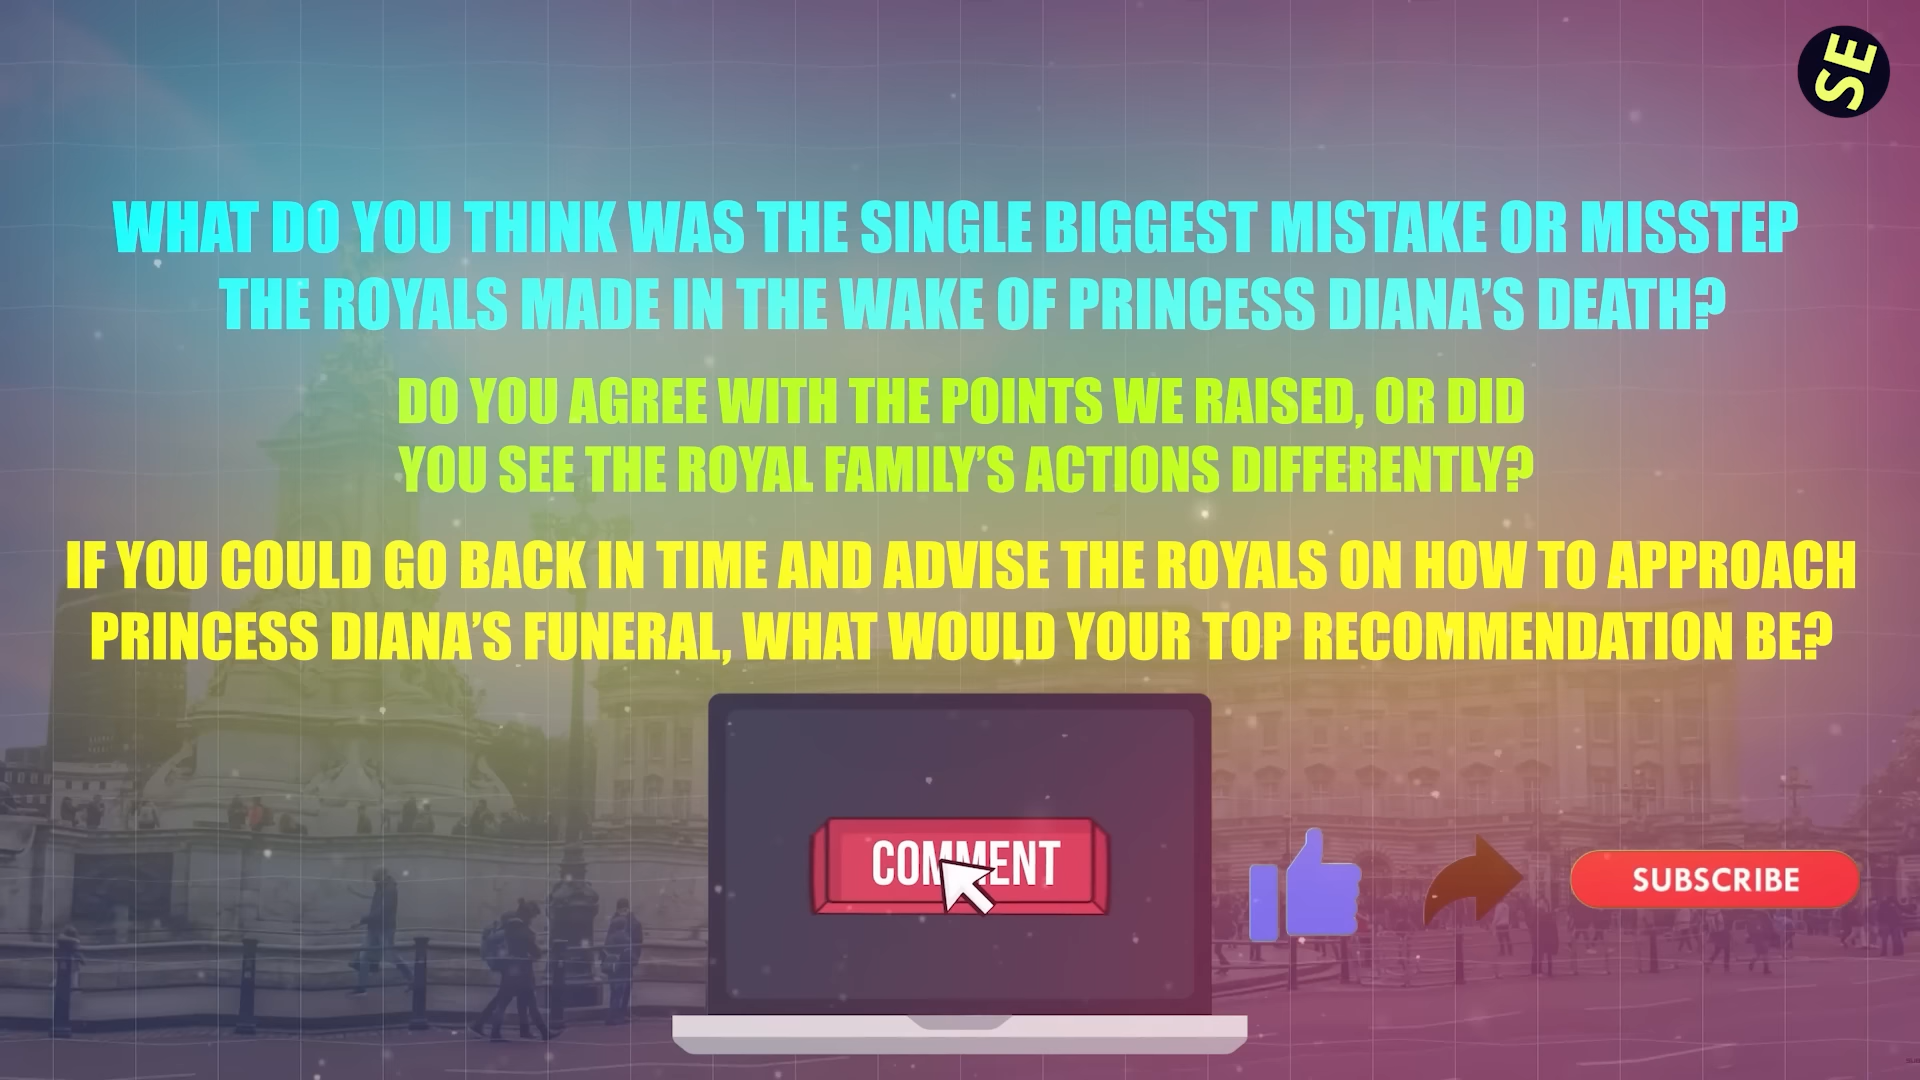 SE
WHAT DO YOU THINK WAS THE SINGLE BIGGEST MISTAKE OR MISSTEP
THE ROYALS MADE IN THE WAKE OF PRINCESS DIANA’S DEATH?
DO YOU AGREE WITH THE POINTS WE RAISED, OR DID
YOU SEE THE ROYAL FAMILY’S ACTIONS DIFFERENTLY?
IF YOU COULD GO BACK IN TIME AND ADVISE THE ROYALS ON HOW TO APPROACH
PRINCESS DIANA’S FUNERAL, WHAT WOULD YOUR TOP RECOMMENDATION BE?
COMMENT
SUBSCRIBE